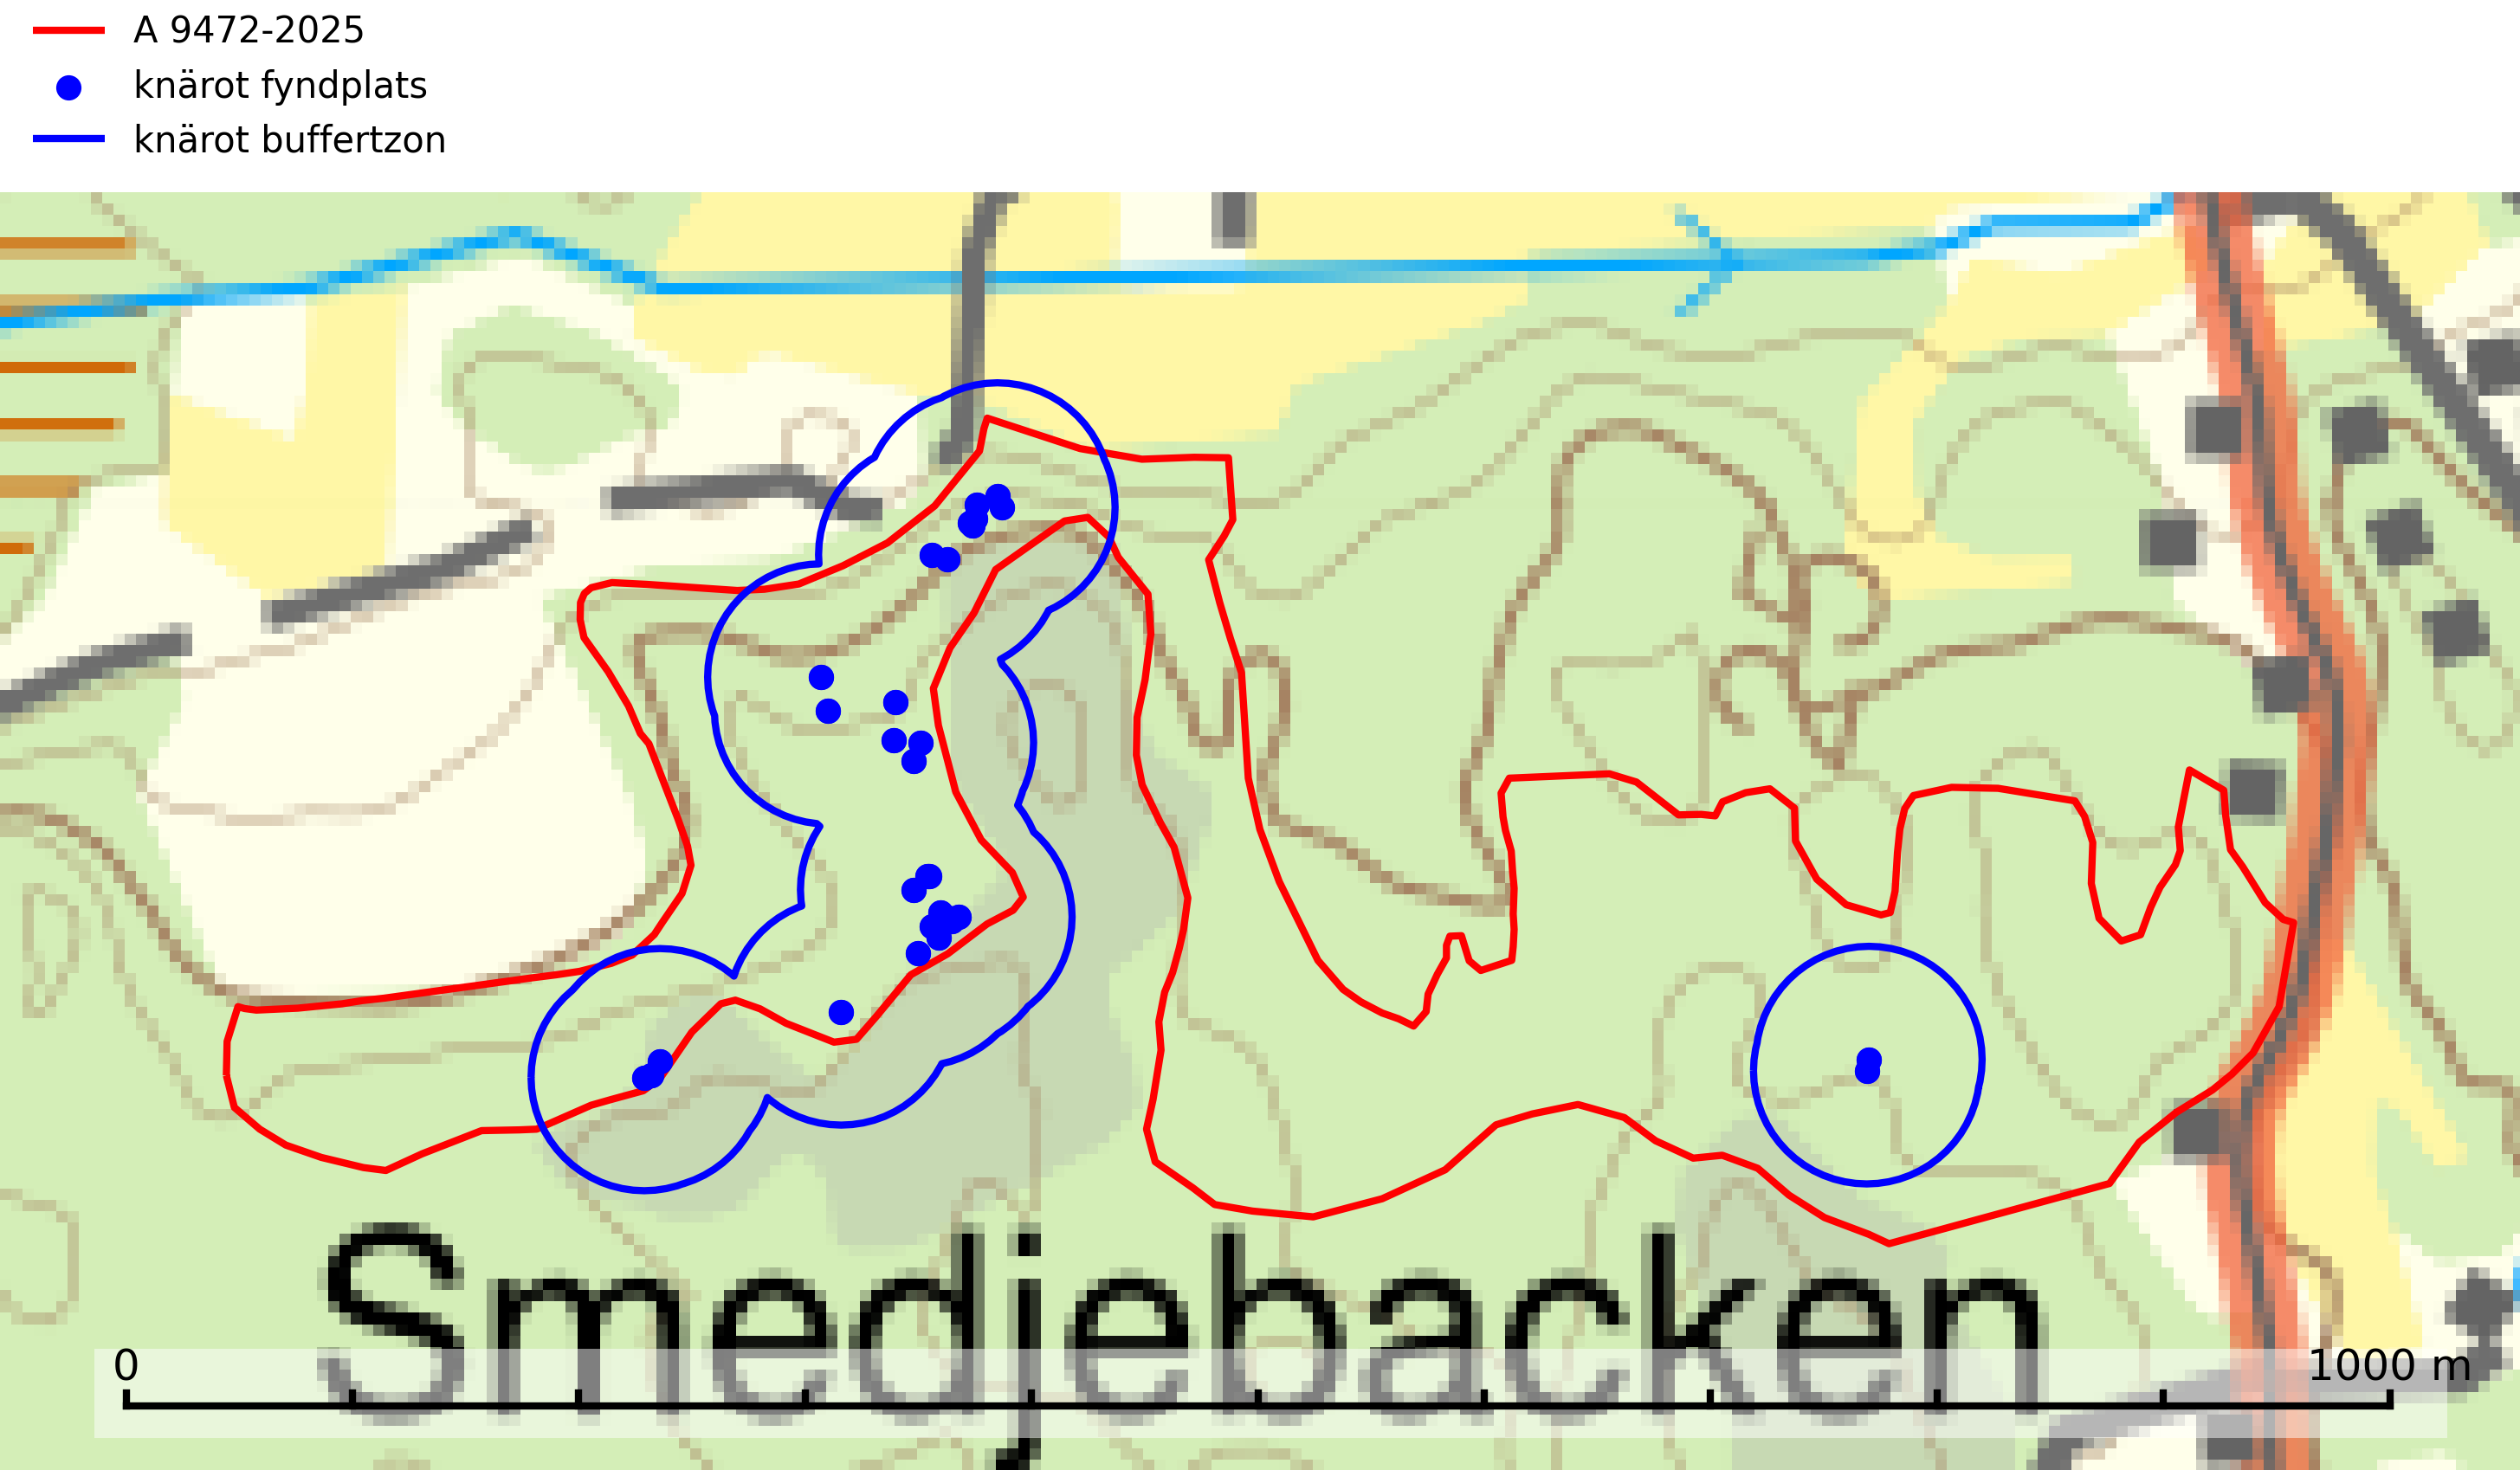 A 9472-2025
knärot fyndplats
knärot buffertzon
Smedjebacken
0 1000 m